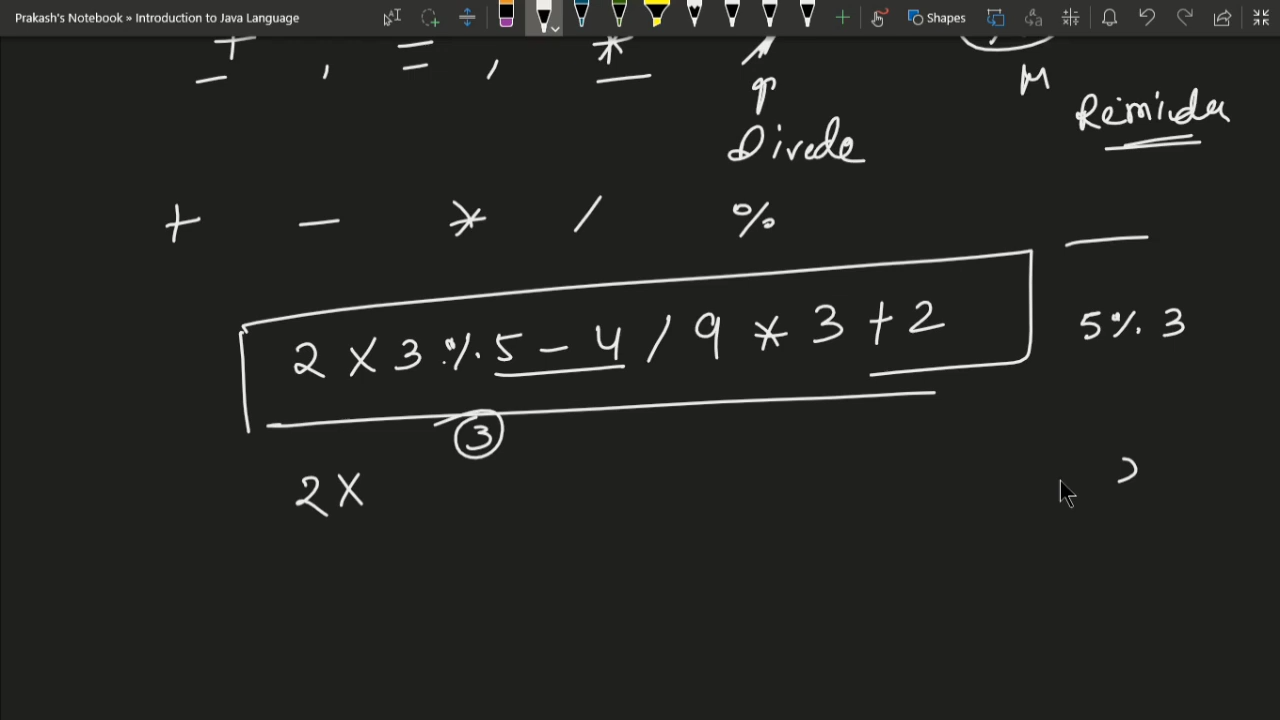 Prakash's Notebook » Introduction to Java Language
Shapes
+ , = , *
Divede
Reminder
+ - * / %
2 X 3 % 5 - 4 / 9 * 3 + 2
5 % 3
3
2 X